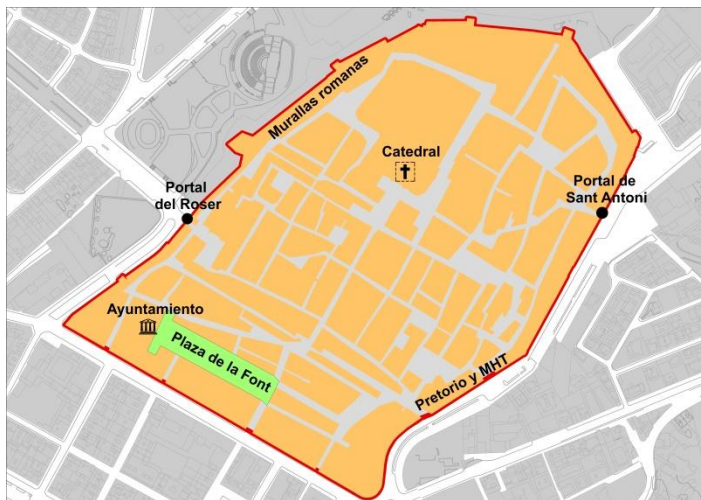 Murallas romanas
Catedral
Portal
del Roser
Portal de
Sant Antoni
Ayuntamiento
Plaza de la Font
Pretorio y MHT